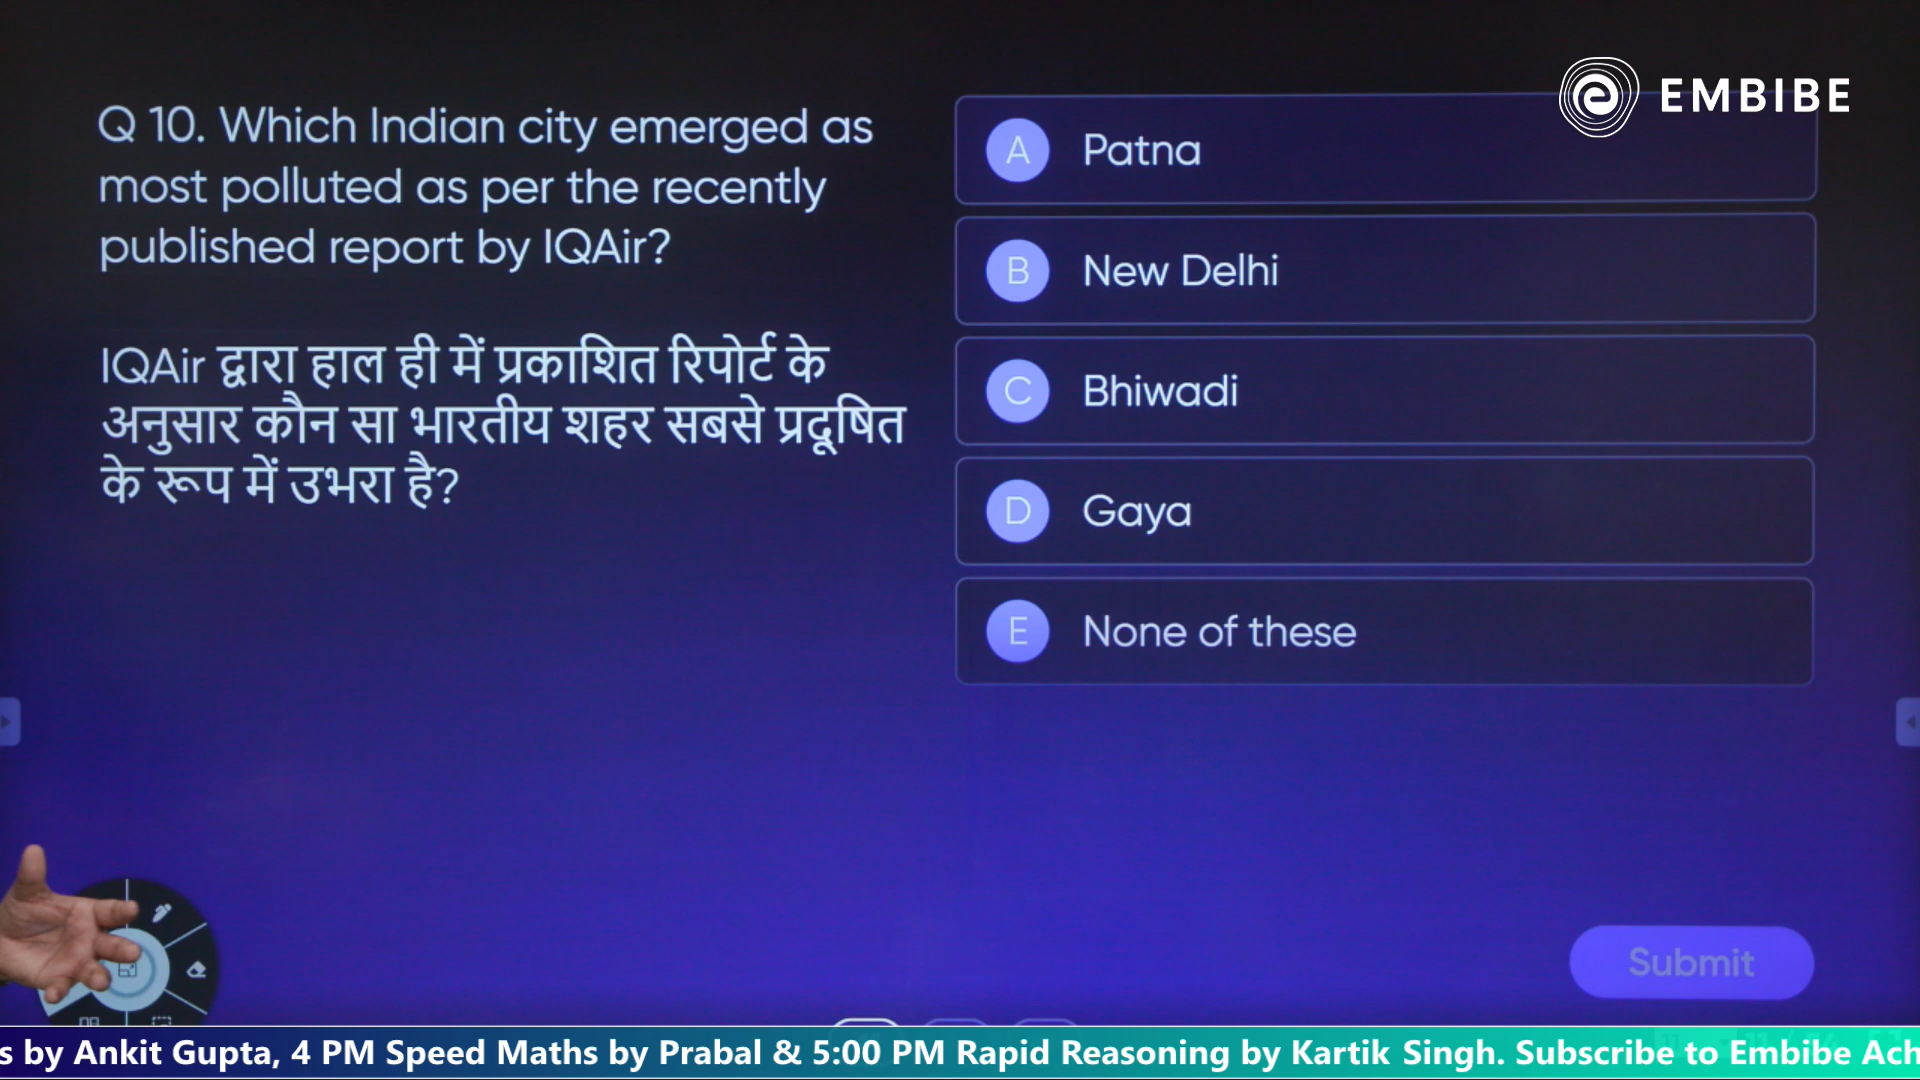 EMBIBE
Q 10. Which Indian city emerged as
most polluted as per the recently
published report by IQAir?
IQAir द्वारा हाल ही में प्रकाशित रिपोर्ट के
अनुसार कौन सा भारतीय शहर सबसे प्रदूषित
के रूप में उभरा है?
A Patna
B New Delhi
C Bhiwadi
D Gaya
E None of these
Submit
s by Ankit Gupta, 4 PM Speed Maths by Prabal & 5:00 PM Rapid Reasoning by Kartik Singh. Subscribe to Embibe Ach